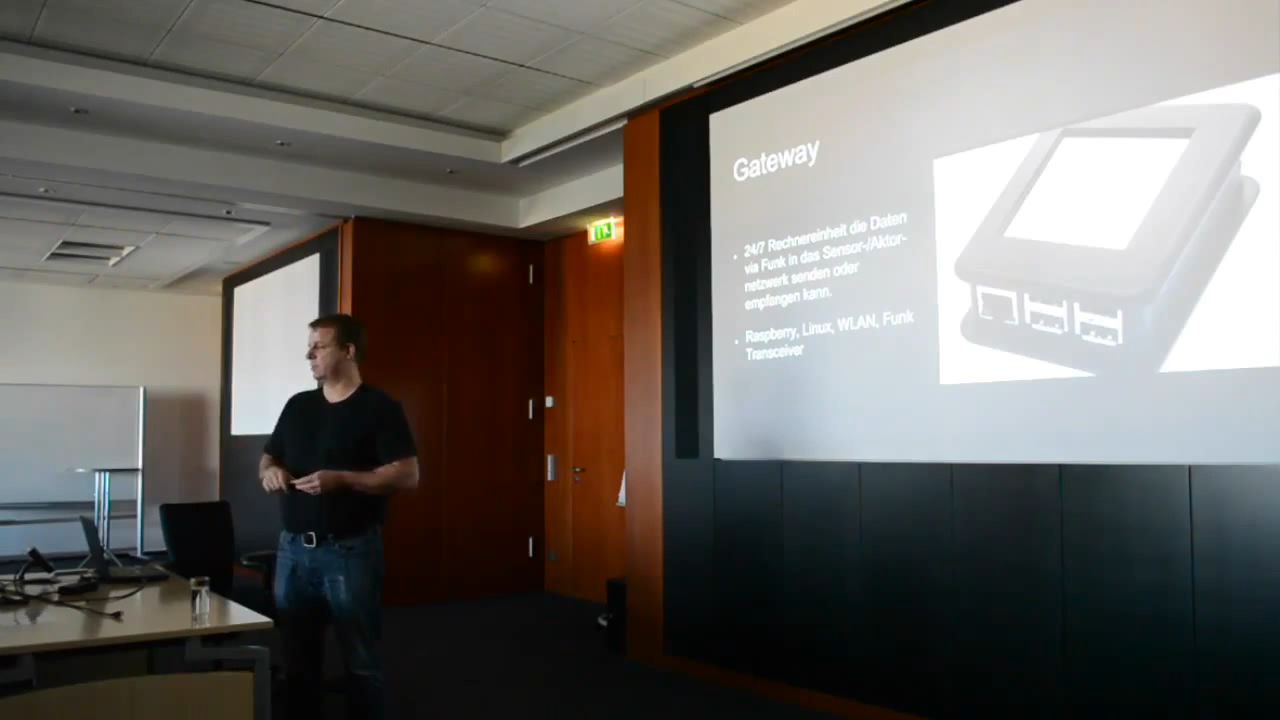 Gateway
24/7 Rechnereinheit die Daten
via Funk in das Sensor-/Aktor-
netzwerk senden oder
empfangen kann.
Raspberry, Linux, WLAN, Funk
Transceiver